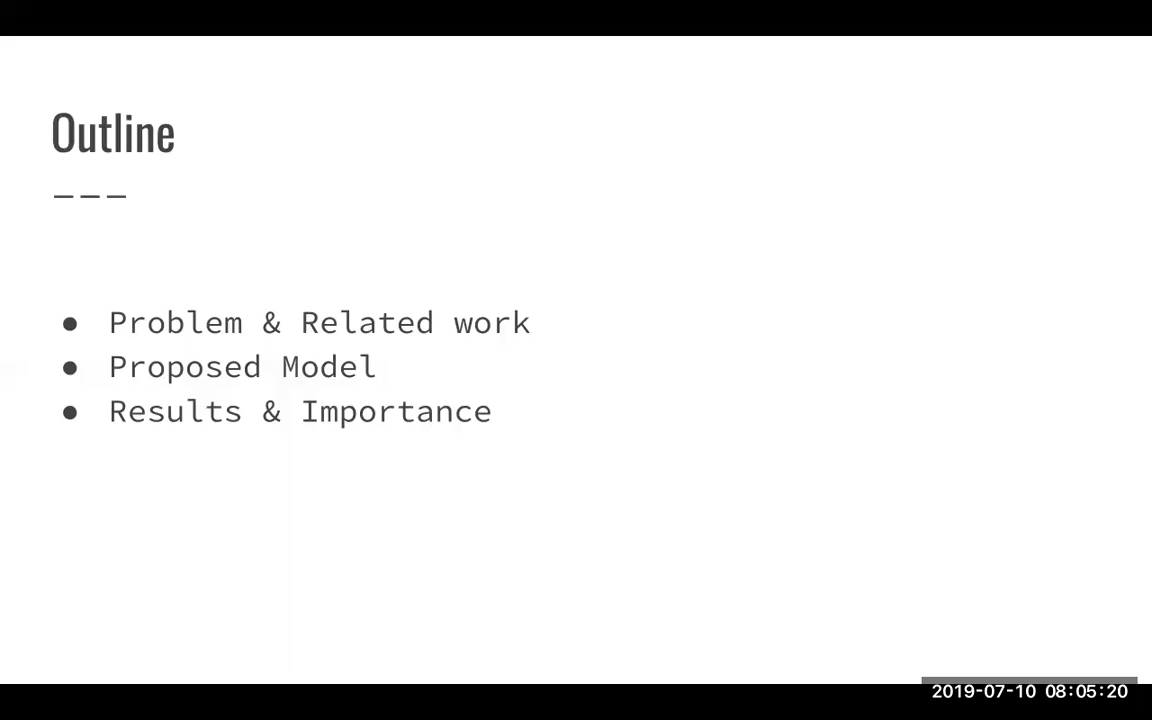 Outline
● Problem & Related work
● Proposed Model
● Results & Importance
2019-07-10 08:05:20